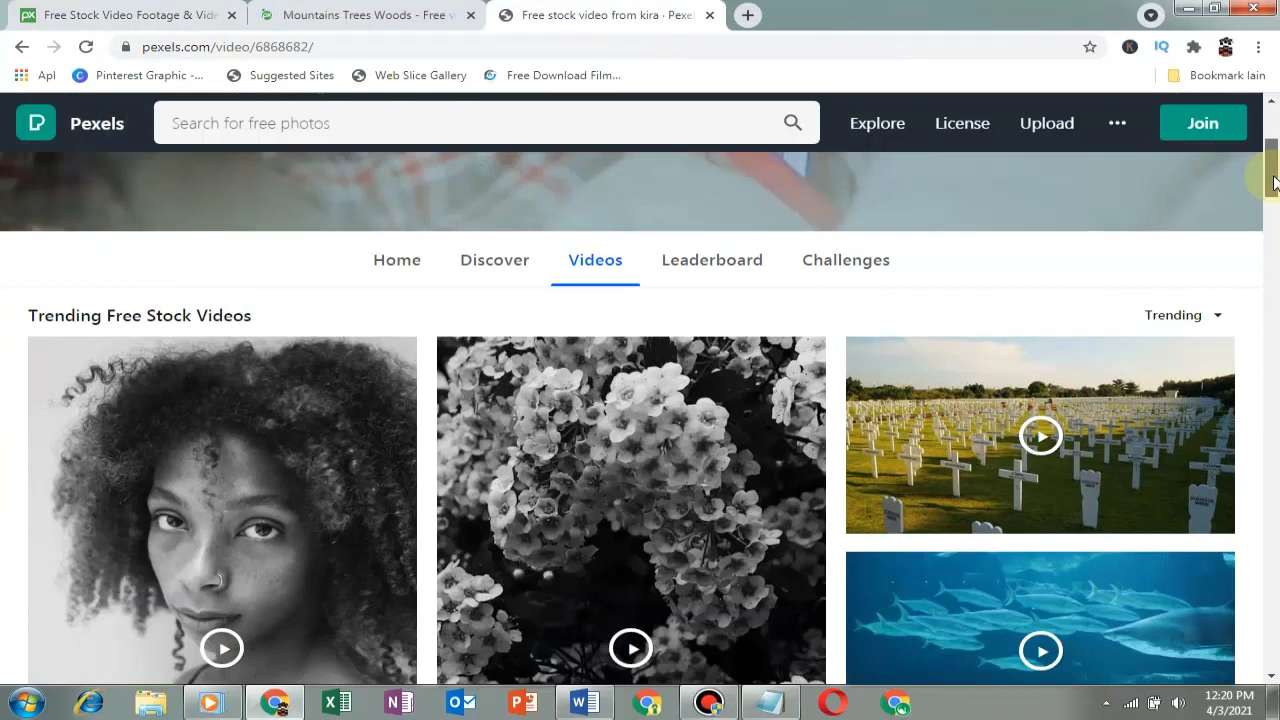 Free Stock Video Footage & Vide
Mountains Trees Woods - Free v
Free stock video from kira · Pexel
pexels.com/video/6868682/
Apl
Pinterest Graphic -...
Suggested Sites
Web Slice Gallery
Free Download Film...
Bookmark lain
Pexels
Search for free photos
Explore
License
Upload
Join
Home
Discover
Videos
Leaderboard
Challenges
Trending Free Stock Videos
Trending
12:20 PM
4/3/2021